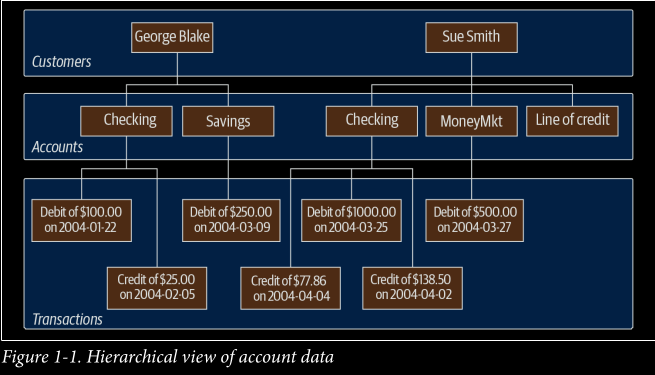 George Blake
Sue Smith
Customers
Checking
Savings
Checking
MoneyMkt
Line of credit
Accounts
Debit of $100.00
on 2004-01-22
Debit of $250.00
on 2004-03-09
Debit of $1000.00
on 2004-03-25
Debit of $500.00
on 2004-03-27
Credit of $25.00
on 2004-02-05
Credit of $77.86
on 2004-04-04
Credit of $138.50
on 2004-04-02
Transactions
Figure 1-1. Hierarchical view of account data